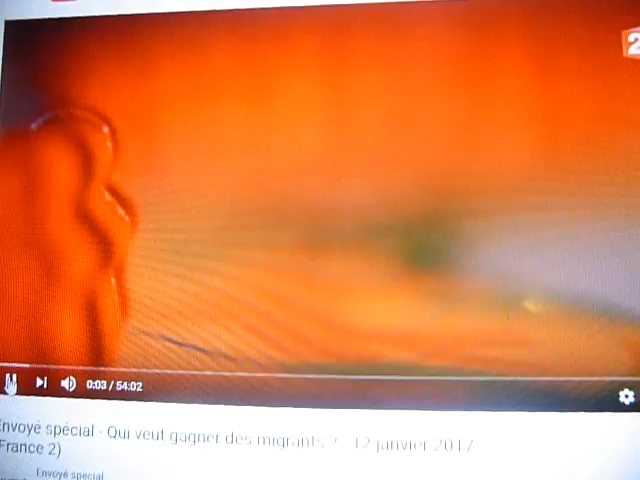 2
0:03 / 54:02
Envoyé spécial - Qui veut gagner des migrants ? - 12 janvier 2017
France 2)
Envoyé spécial